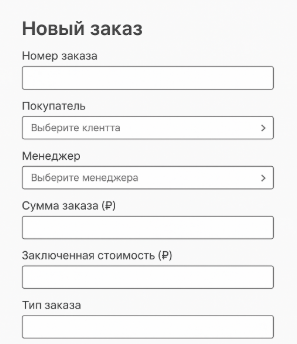 Новый заказ
Номер заказа
Покупатель
Выберите клентта
Менеджер
Выберите менеджера
Сумма заказа (₽)
Заключенная стоимость (₽)
Тип заказа